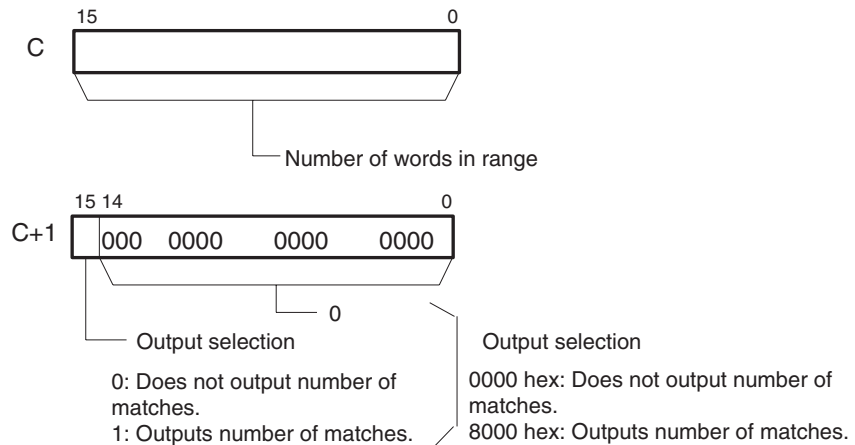 15 0
C
Number of words in range
15 14 0
C+1 000 0000 0000 0000
0
Output selection
0: Does not output number of
matches.
1: Outputs number of matches.
Output selection
0000 hex: Does not output number of
matches.
8000 hex: Outputs number of matches.